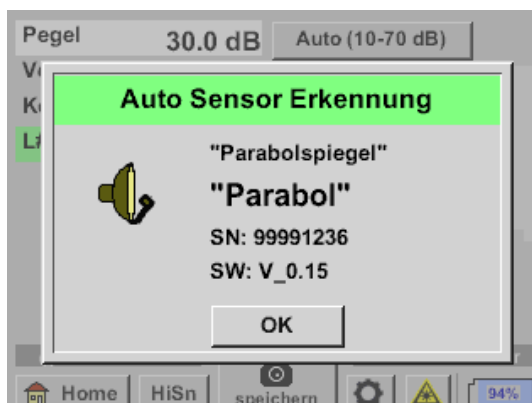 Pegel 30.0 dB Auto (10-70 dB)
Auto Sensor Erkennung
"Parabolspiegel"
"Parabol"
SN: 99991236
SW: V_0.15
OK
Home HiSn speichern 94%